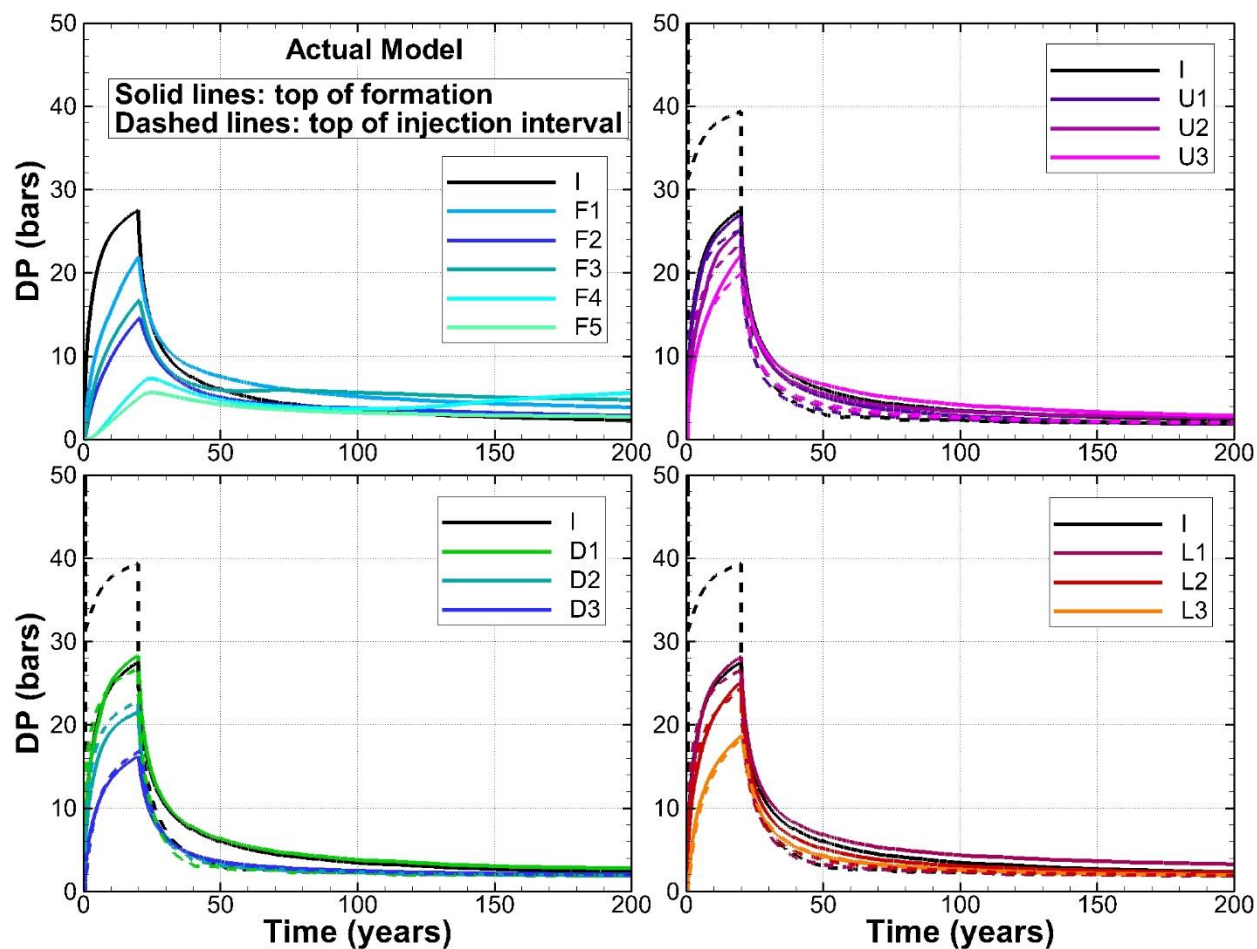 50
40
30
20
10
0
DP (bars)
Actual Model
Solid lines: top of formation
Dashed lines: top of injection interval
I
F1
F2
F3
F4
F5
0
50
100
150
200
50
40
30
20
10
0
I
U1
U2
U3
0
50
100
150
200
50
40
30
20
10
0
DP (bars)
I
D1
D2
D3
0
50
100
150
200
Time (years)
50
40
30
20
10
0
I
L1
L2
L3
0
50
100
150
200
Time (years)